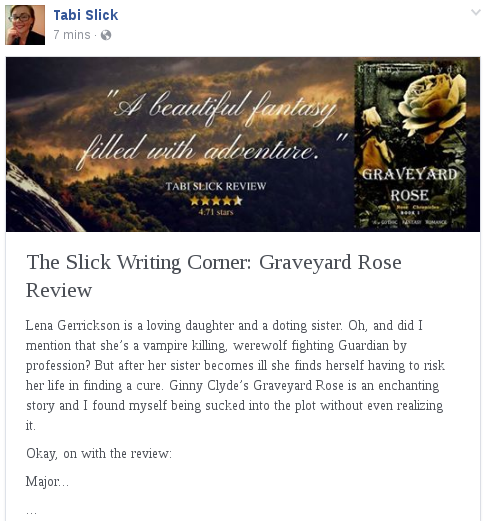 Tabi Slick
7 mins ·
"A beautiful fantasy
filled with adventure."
TABI SLICK REVIEW
4.71 stars
Ginny Clyde
GRAVEYARD
ROSE
BOOK 1
The Slick Writing Corner: Graveyard Rose
Review
Lena Gerrickson is a loving daughter and a doting sister. Oh, and did I
mention that she's a vampire killing, werewolf fighting Guardian by
profession? But after her sister becomes ill she finds herself having to risk
her life in finding a cure. Ginny Clyde's Graveyard Rose is an enchanting
story and I found myself being sucked into the plot without even realizing
it.
Okay, on with the review:
Major...
...